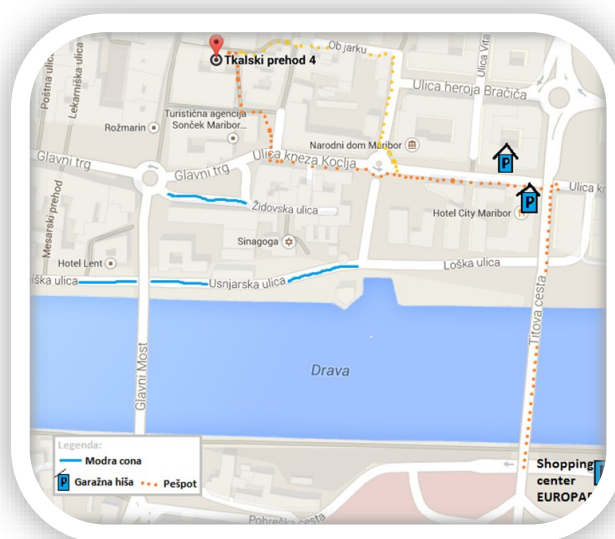 Tkalski prehod 4
Ob jarku
Ulica Vita
Ulica heroja Bračiča
Poštna ulica
Lekarniška ulica
Turistična agencija
Sonček Maribor...
Rožmarin
Narodni dom Maribor
P
Glavni trg
Glavni trg
Ulica kneza Koclja
Ulica kn
P
Mesarski prehod
Židovska ulica
Hotel City Maribor
Sinagoga
Hotel Lent
Loška ulica
iška ulica
Usnjarska ulica
Titova cesta
Glavni Most
Drava
Legenda:
Modra cona
P Garažna hiša
Pešpot
Shopping
center
EUROPA
Pobreška cesta